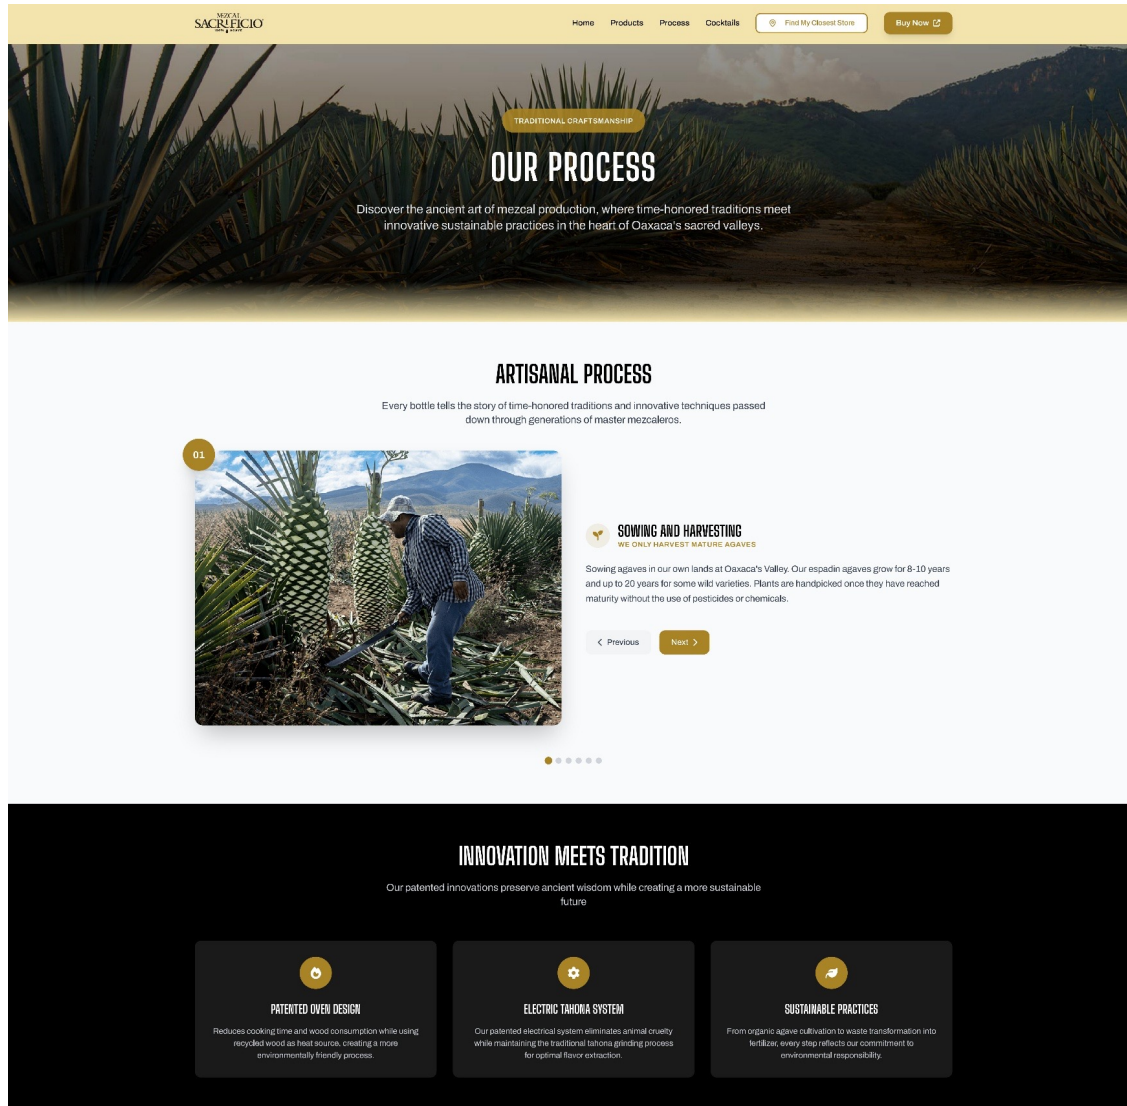 MEZCAL
SACRIFICIO
100% AGAVE
Home
Products
Process
Cocktails
Find My Closest Store
Buy Now
TRADITIONAL CRAFTSMANSHIP
OUR PROCESS
Discover the ancient art of mezcal production, where time-honored traditions meet
innovative sustainable practices in the heart of Oaxaca's sacred valleys.
ARTISANAL PROCESS
Every bottle tells the story of time-honored traditions and innovative techniques passed
down through generations of master mezcaleros.
01
SOWING AND HARVESTING
WE ONLY HARVEST MATURE AGAVES
Sowing agaves in our own lands at Oaxaca's Valley. Our espadin agaves grow for 8-10 years
and up to 20 years for some wild varieties. Plants are handpicked once they have reached
maturity without the use of pesticides or chemicals.
Previous
Next
INNOVATION MEETS TRADITION
Our patented innovations preserve ancient wisdom while creating a more sustainable
future
PATENTED OVEN DESIGN
Reduces cooking time and wood consumption while using
recycled wood as heat source, creating a more
environmentally friendly process.
ELECTRIC TAHONA SYSTEM
Our patented electrical system eliminates animal cruelty
while maintaining the traditional tahona grinding process
for optimal flavor extraction.
SUSTAINABLE PRACTICES
From organic agave cultivation to waste transformation into
fertilizer, every step reflects our commitment to
environmental responsibility.